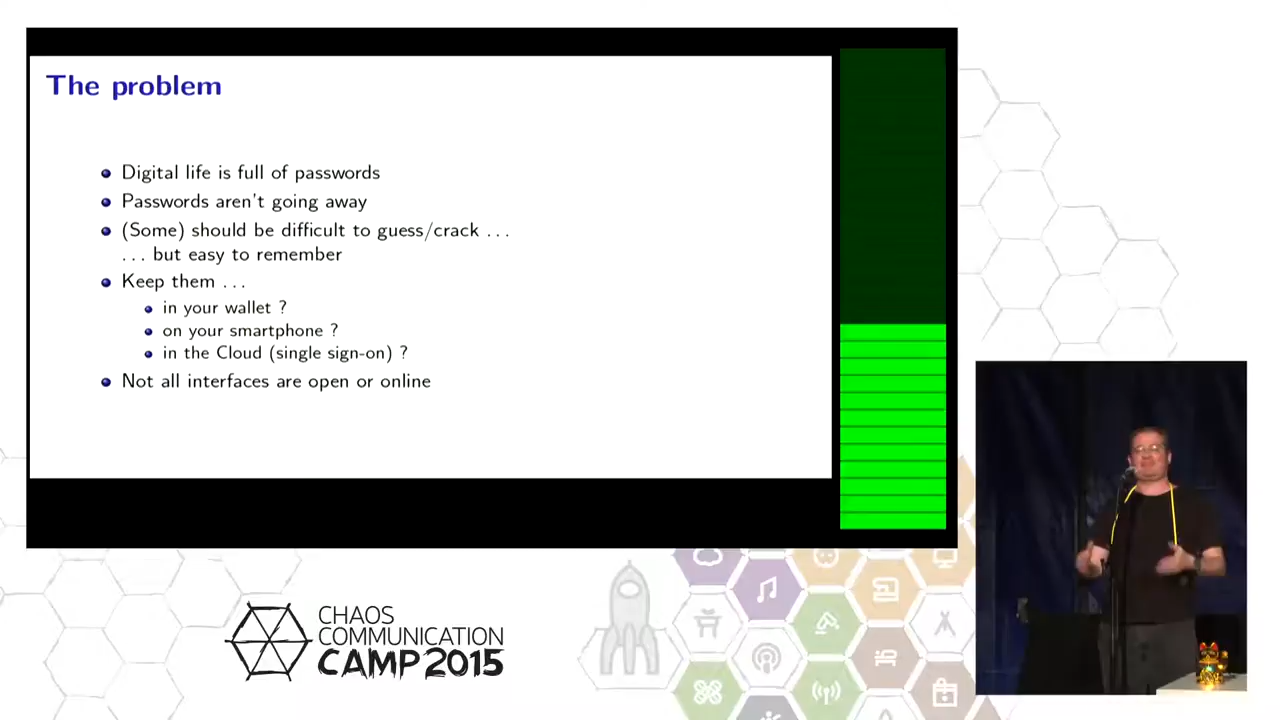 The problem
Digital life is full of passwords
Passwords aren't going away
(Some) should be difficult to guess/crack ...
... but easy to remember
Keep them ...
in your wallet ?
on your smartphone ?
in the Cloud (single sign-on) ?
Not all interfaces are open or online
CHAOS
COMMUNICATION
CAMP 2015